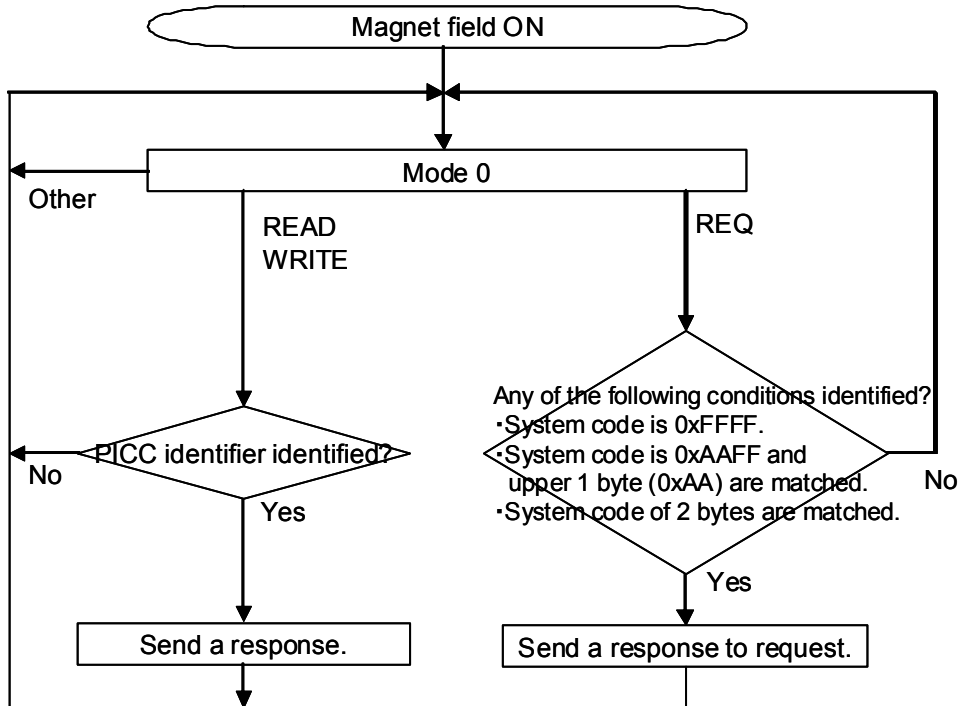 Magnet field ON
Mode 0
Other
READ
WRITE
REQ
Any of the following conditions identified?
・System code is 0xFFFF.
・System code is 0xAAFF and
upper 1 byte (0xAA) are matched.
・System code of 2 bytes are matched.
PICC identifier identified?
No
No
Yes
Yes
Send a response.
Send a response to request.